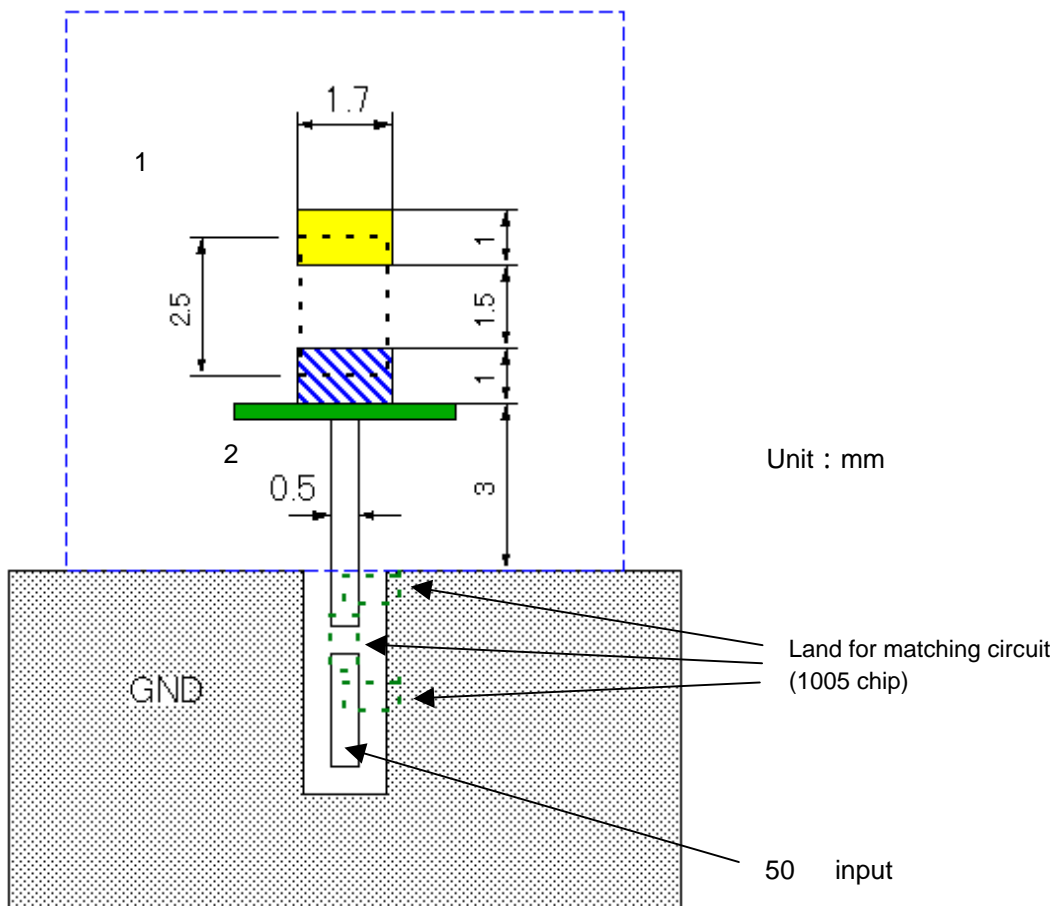 1.7
1
1
2.5
1.5
1
2
0.5
3
Unit : mm
Land for matching circuit
(1005 chip)
GND
50 input